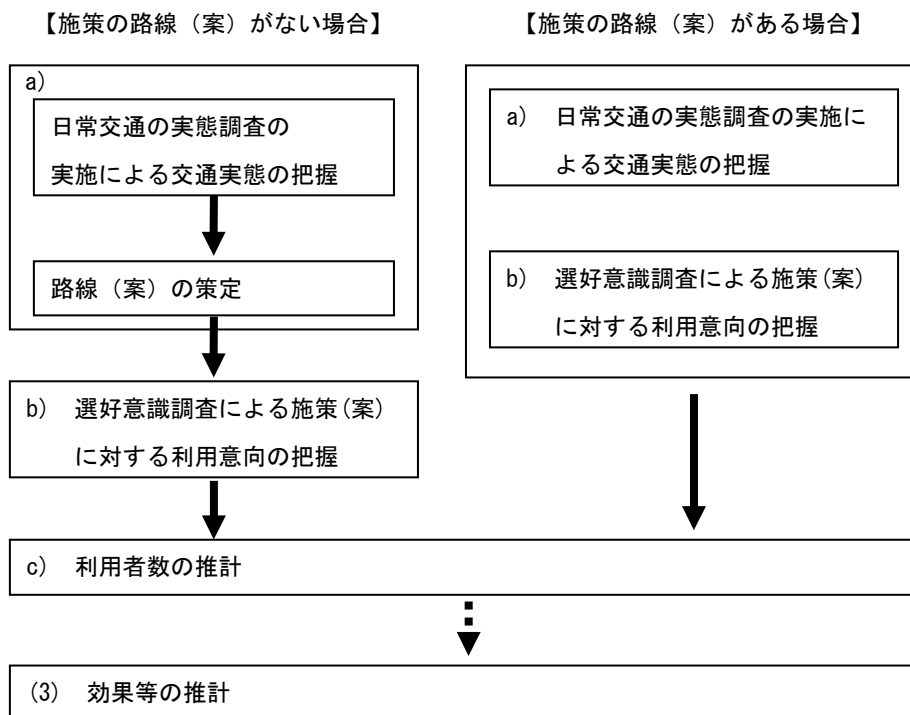 【施策の路線（案）がない場合】
a)
日常交通の実態調査の
実施による交通実態の把握
路線（案）の策定
b) 選好意識調査による施策(案)
に対する利用意向の把握
【施策の路線（案）がある場合】
a) 日常交通の実態調査の実施に
よる交通実態の把握
b) 選好意識調査による施策(案)
に対する利用意向の把握
c) 利用者数の推計
(3) 効果等の推計